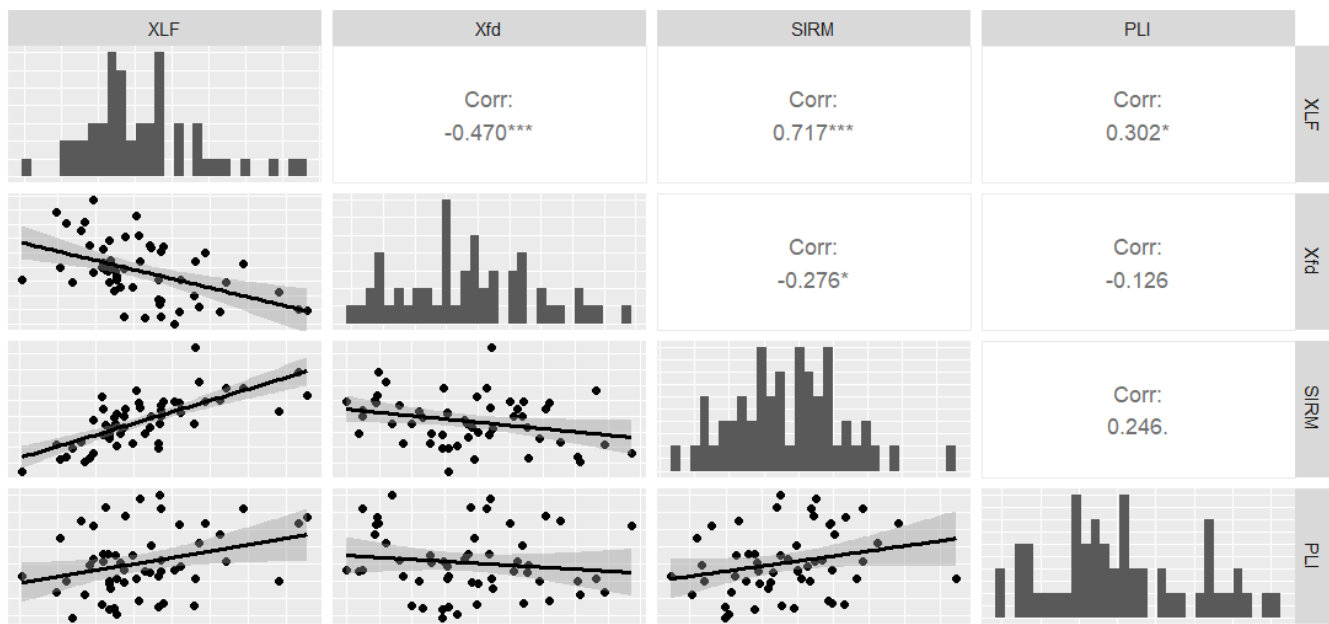 XLF
Xfd
SIRM
PLI
Corr:
-0.470***
Corr:
0.717***
Corr:
0.302*
XLF
Corr:
-0.276*
Corr:
-0.126
Xfd
Corr:
0.246.
SIRM
PLI